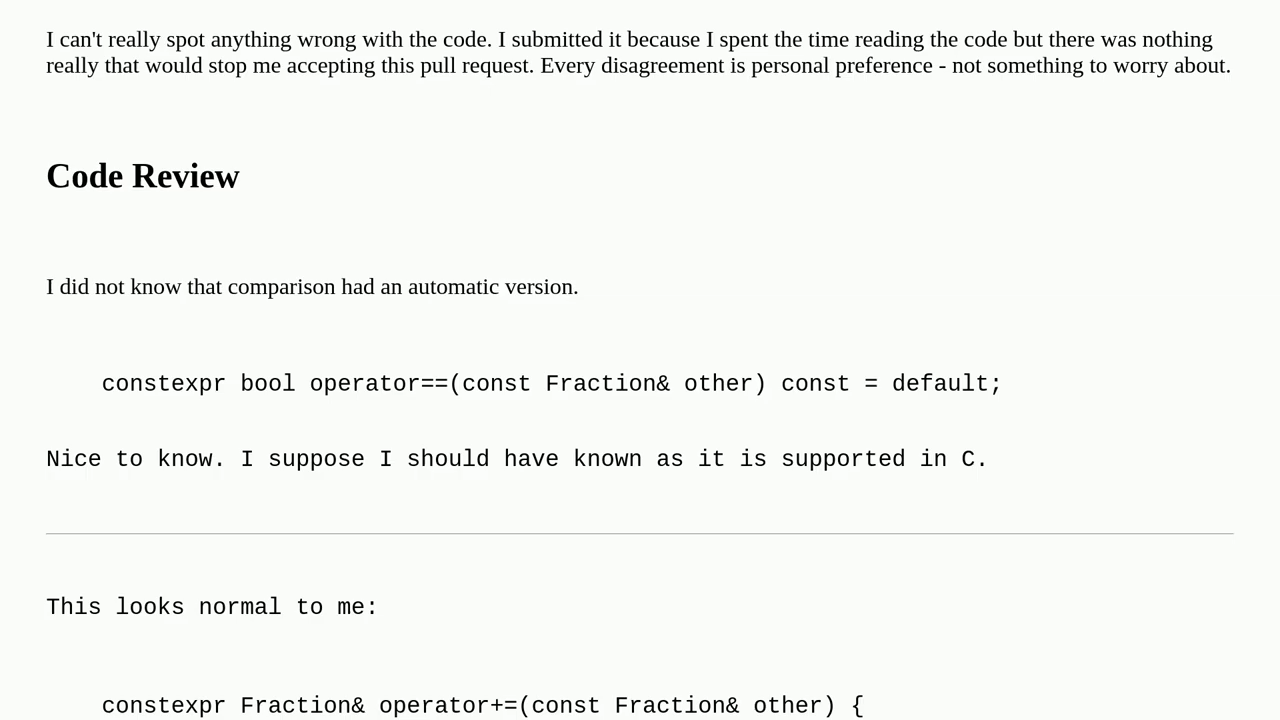 I can't really spot anything wrong with the code. I submitted it because I spent the time reading the code but there was nothing
really that would stop me accepting this pull request. Every disagreement is personal preference - not something to worry about.
Code Review
I did not know that comparison had an automatic version.
constexpr bool operator==(const Fraction& other) const = default;
Nice to know. I suppose I should have known as it is supported in C.
This looks normal to me:
constexpr Fraction& operator+=(const Fraction& other) {